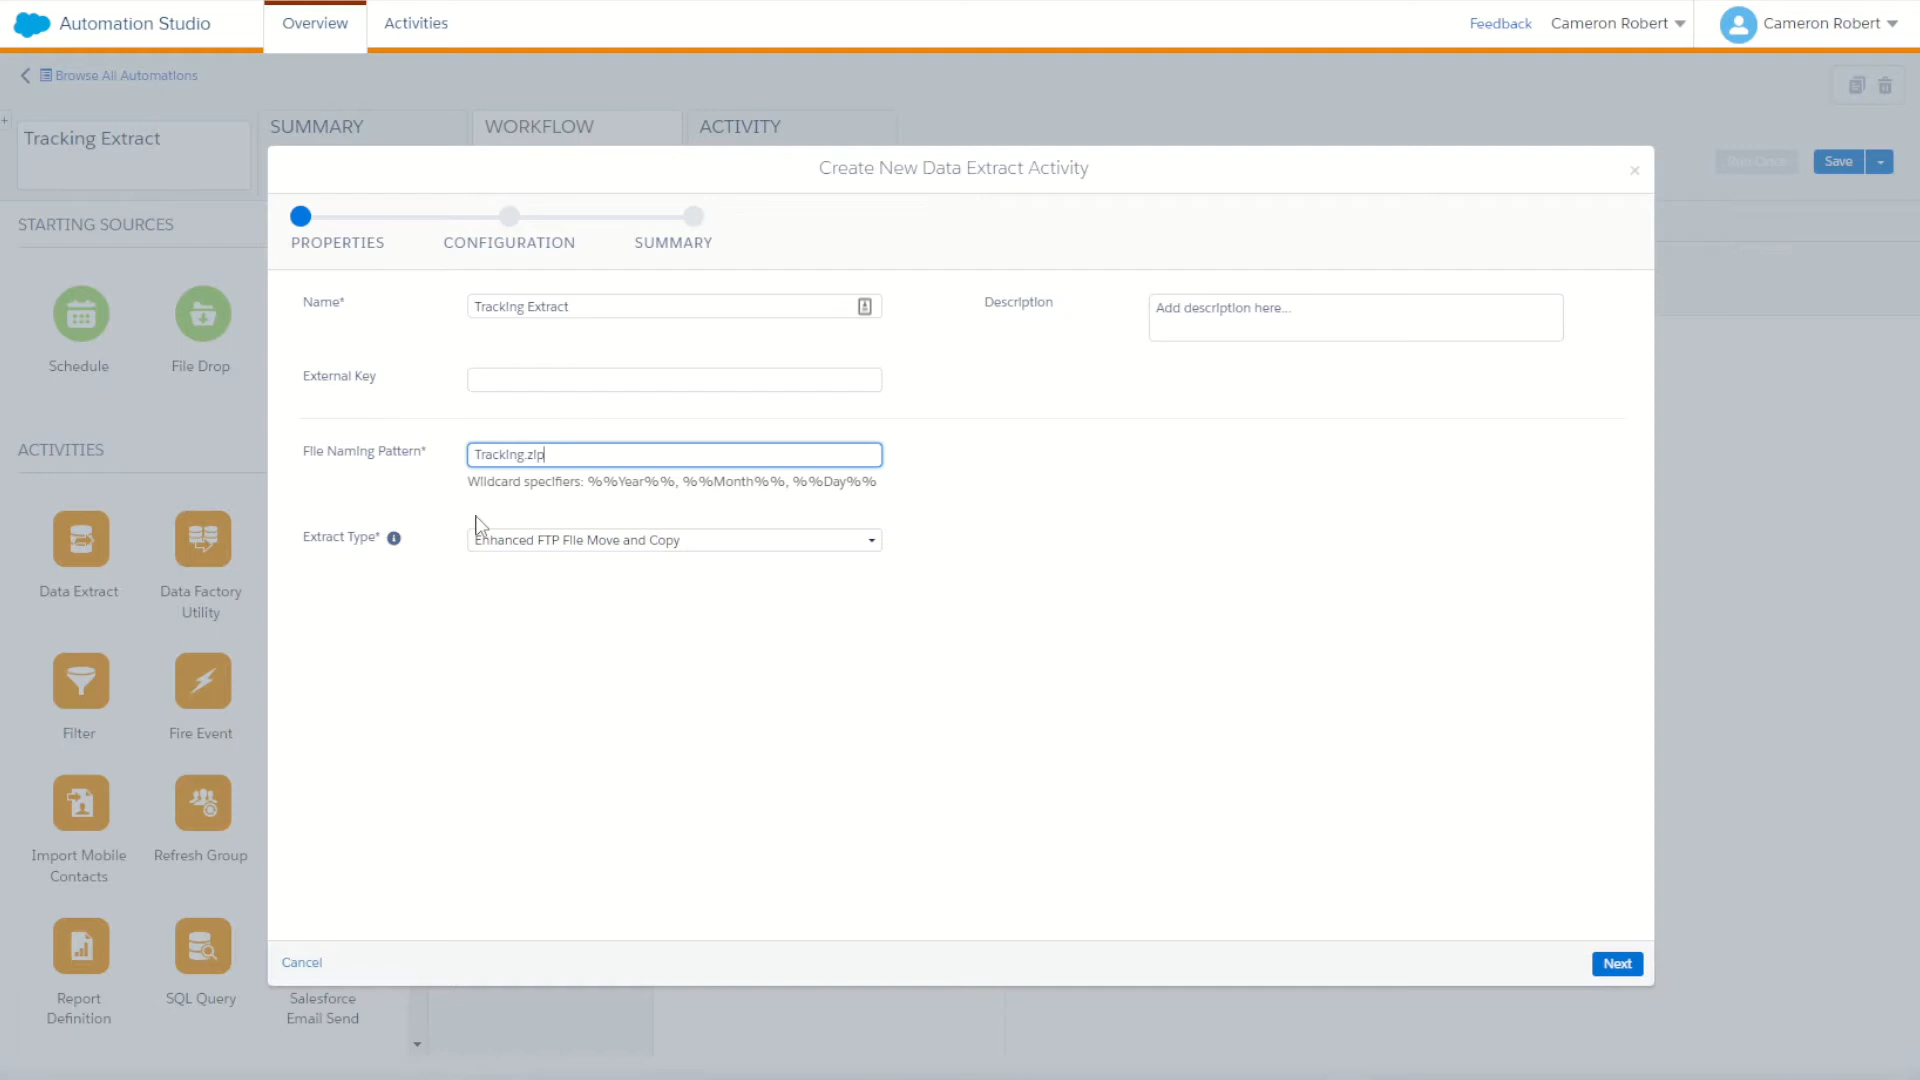 Automation Studio
Overview
Activities
Feedback
Cameron Robert
Cameron Robert
Browse All Automations
Tracking Extract
SUMMARY
WORKFLOW
ACTIVITY
Run Once
Save
Create New Data Extract Activity
PROPERTIES
CONFIGURATION
SUMMARY
STARTING SOURCES
Schedule
File Drop
Name*
Tracking Extract
Description
Add description here...
External Key
File Naming Pattern*
Tracking.zip
Wildcard specifiers: %%Year%%, %%Month%%, %%Day%%
Extract Type*
Enhanced FTP File Move and Copy
ACTIVITIES
Data Extract
Data Factory
Utility
Filter
Fire Event
Import Mobile
Contacts
Refresh Group
Report
Definition
SQL Query
Salesforce
Email Send
Cancel
Next